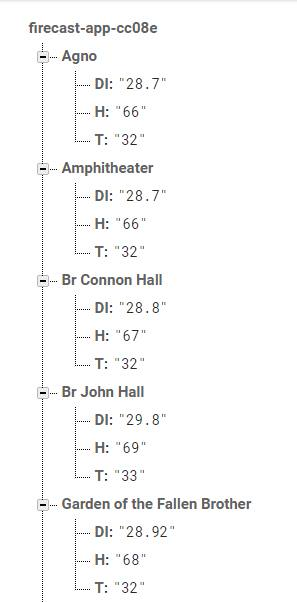 firecast-app-cc08e
Agno
DI: "28.7"
H: "66"
T: "32"
Amphitheater
DI: "28.7"
H: "66"
T: "32"
Br Connon Hall
DI: "28.8"
H: "67"
T: "32"
Br John Hall
DI: "29.8"
H: "69"
T: "33"
Garden of the Fallen Brother
DI: "28.92"
H: "68"
T: "32"